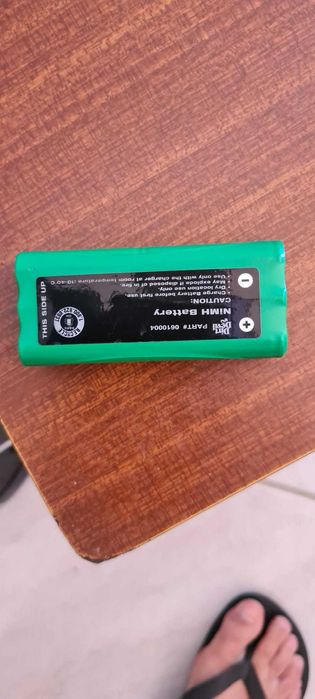 Dirt
Devil
PART# 0610004
NIMH Battery
CAUTION:
• Charge Battery before first use.
• Dry location use only.
• May explode if disposed of in fire.
• Use only with the charger at room temperature (10-40°C
THIS SIDE UP
+
−